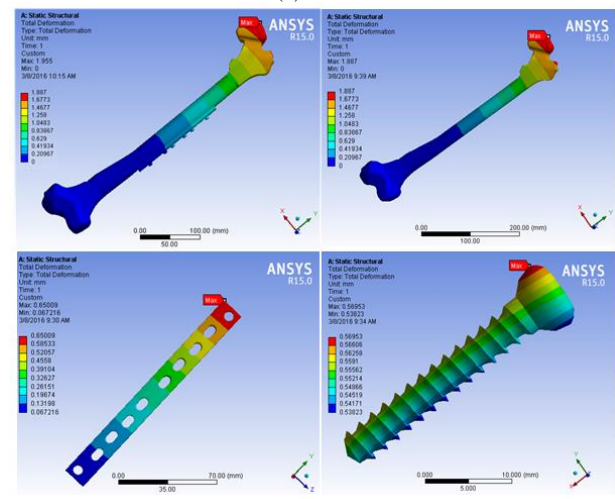 A: Static Structural
Total Deformation
Type: Total Deformation
Unit: mm
Time: 1
Custom
Max: 1.955
Min: 0
3/8/2016 10:15 AM
1.887
1.6773
1.4677
1.258
1.0483
0.83867
0.629
0.41934
0.20967
0
Max
ANSYS
R15.0
0.00
100.00 (mm)
50.00
X
Y
A: Static Structural
Total Deformation
Type: Total Deformation
Unit: mm
Time: 1
Custom
Max: 1.887
Min: 0
3/8/2016 9:39 AM
1.887
1.6773
1.4677
1.258
1.0483
0.83867
0.629
0.41934
0.20967
0
Max
ANSYS
R15.0
0.00
200.00 (mm)
100.00
X
Y
A: Static Structural
Total Deformation
Type: Total Deformation
Unit: mm
Time: 1
Custom
Max: 0.65009
Min: 0.067216
3/8/2016 9:30 AM
0.65009
0.58533
0.52057
0.4558
0.39104
0.32627
0.26151
0.19674
0.13198
0.067216
Max
ANSYS
R15.0
0.00
70.00 (mm)
35.00
Y
Z
A: Static Structural
Total Deformation
Type: Total Deformation
Unit: mm
Time: 1
Custom
Max: 0.56953
Min: 0.53823
3/8/2016 9:34 AM
0.56953
0.56606
0.56258
0.5591
0.55562
0.55214
0.54866
0.54519
0.54171
0.53823
Max
ANSYS
R15.0
0.000
10.000 (mm)
5.000
Y
X